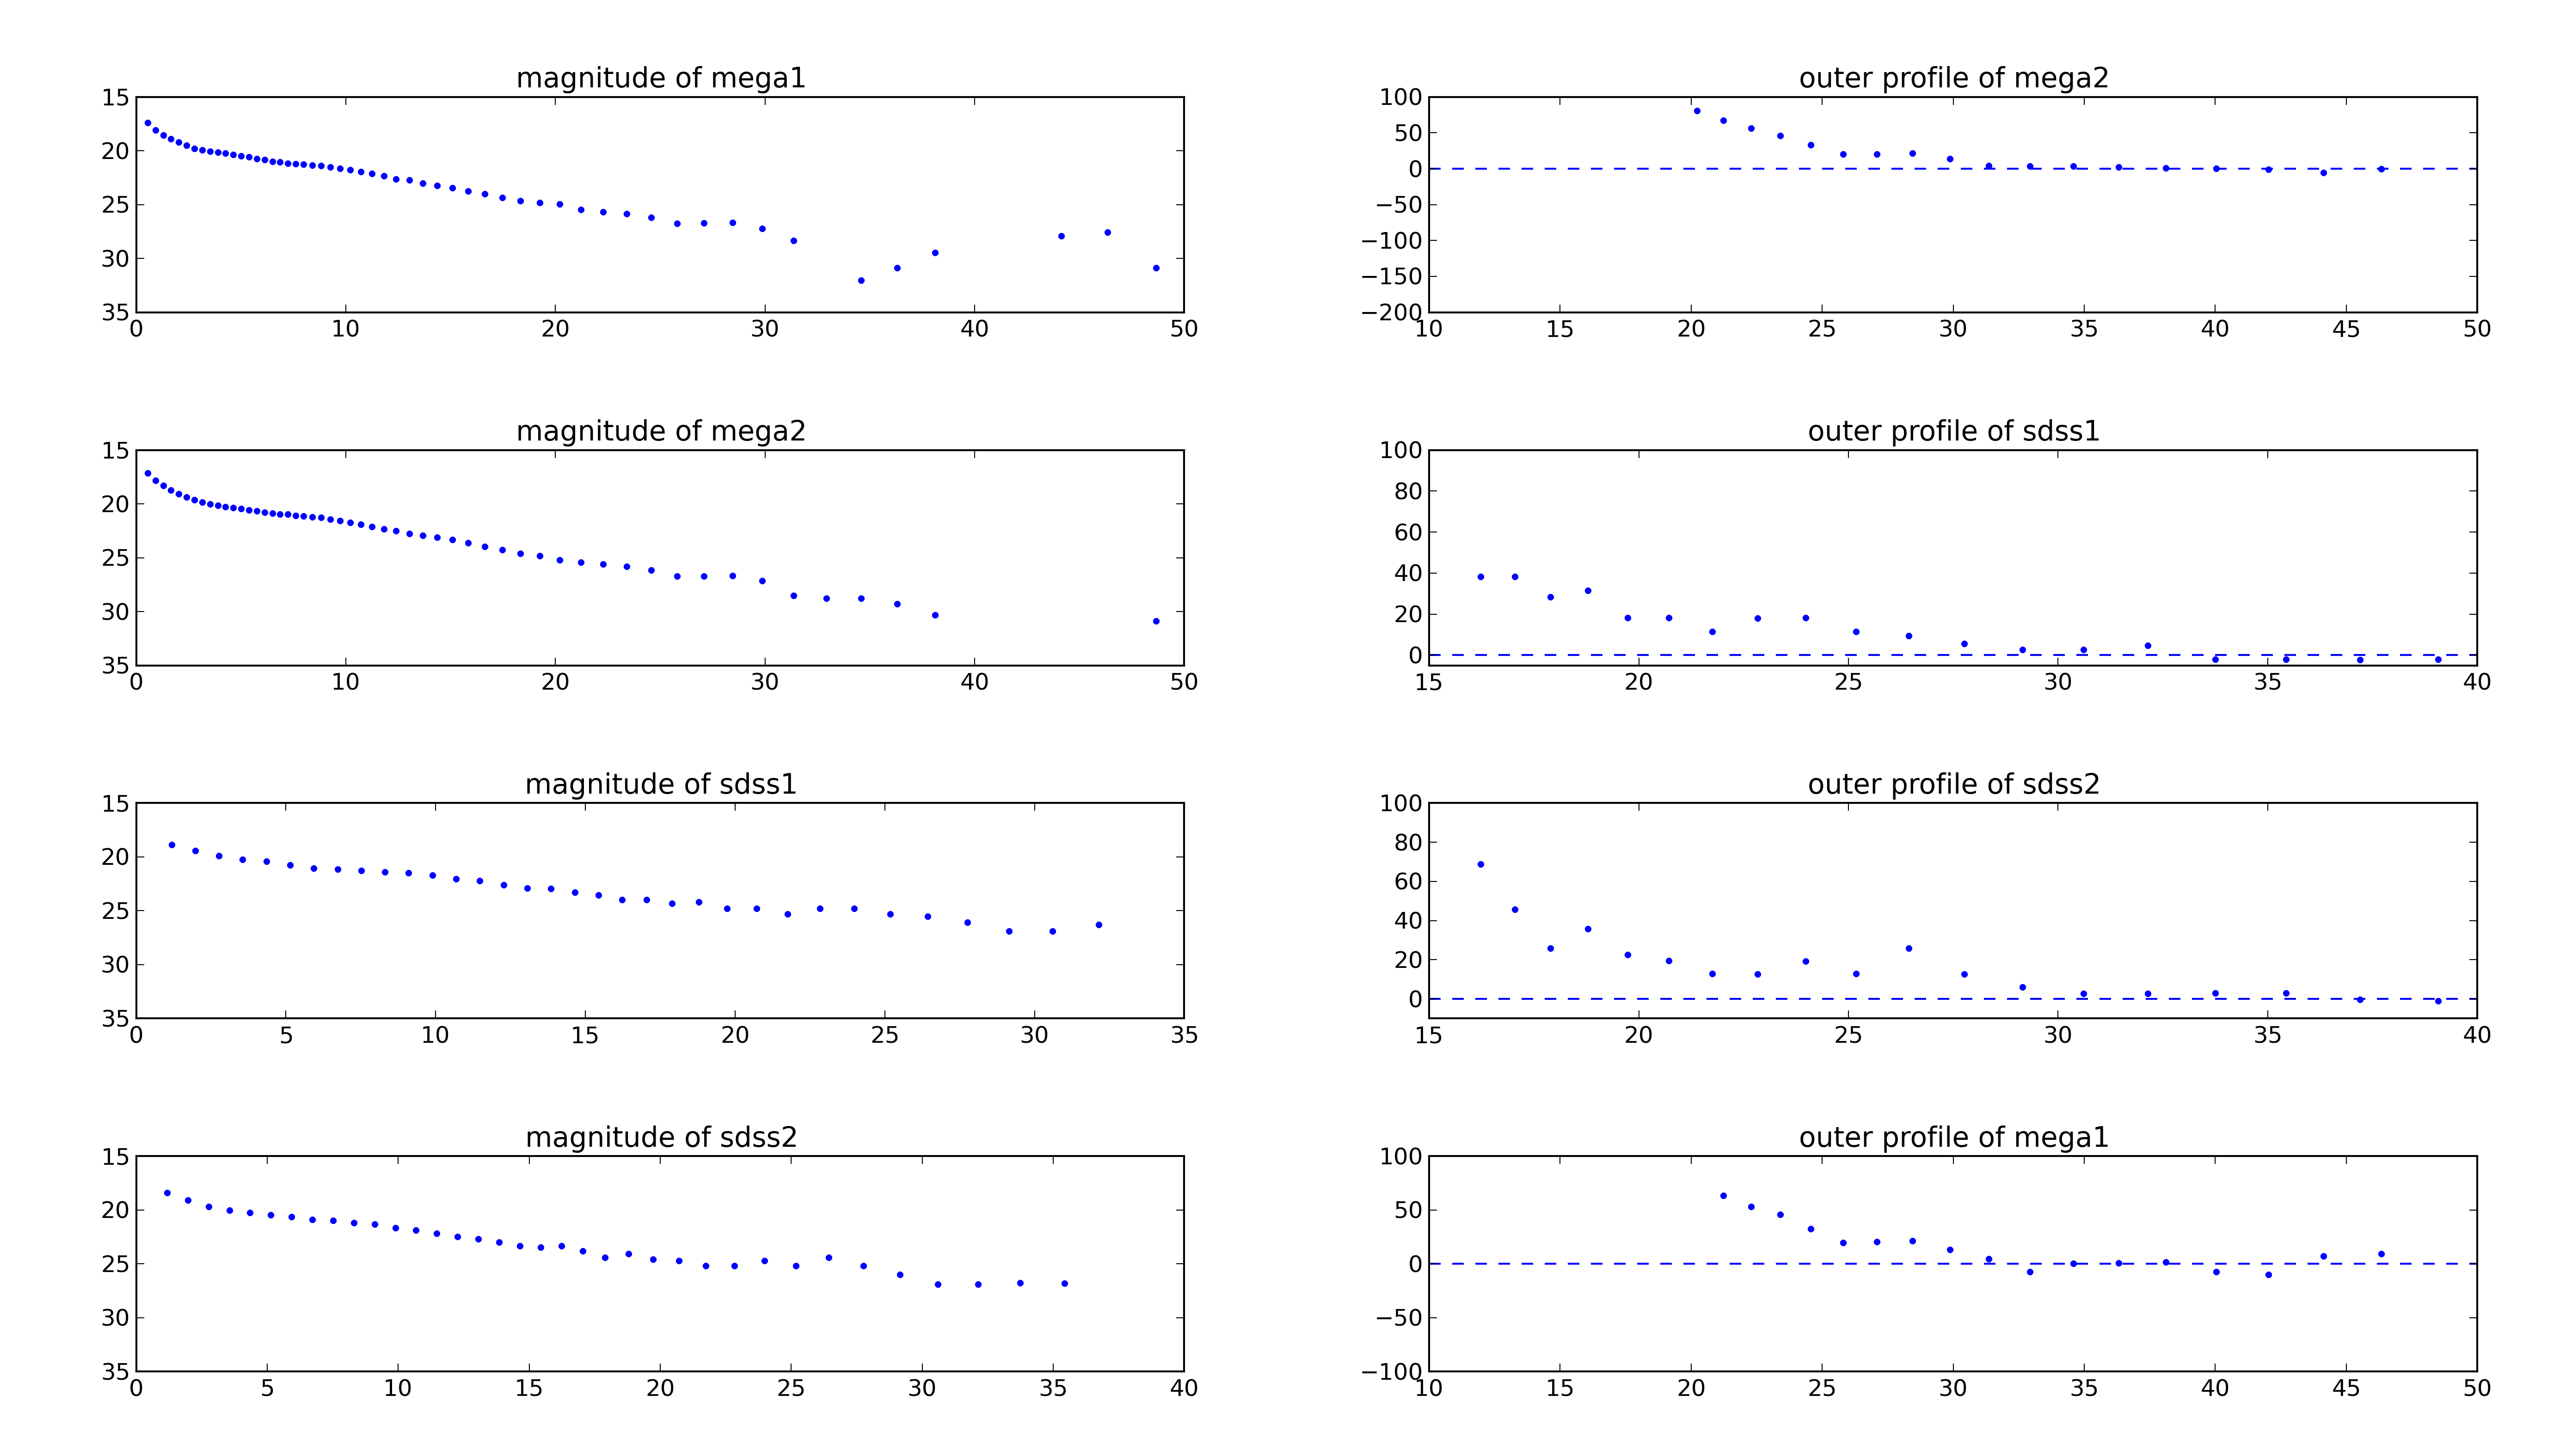 magnitude of mega1
15
20
25
30
35
0 10 20 30 40 50
outer profile of mega2
100
50
0
−50
−100
−150
−200
10 15 20 25 30 35 40 45 50
magnitude of mega2
15
20
25
30
35
0 10 20 30 40 50
outer profile of sdss1
100
80
60
40
20
0
15 20 25 30 35 40
magnitude of sdss1
15
20
25
30
35
0 5 10 15 20 25 30 35
outer profile of sdss2
100
80
60
40
20
0
15 20 25 30 35 40
magnitude of sdss2
15
20
25
30
35
0 5 10 15 20 25 30 35 40
outer profile of mega1
100
50
0
−50
−100
10 15 20 25 30 35 40 45 50